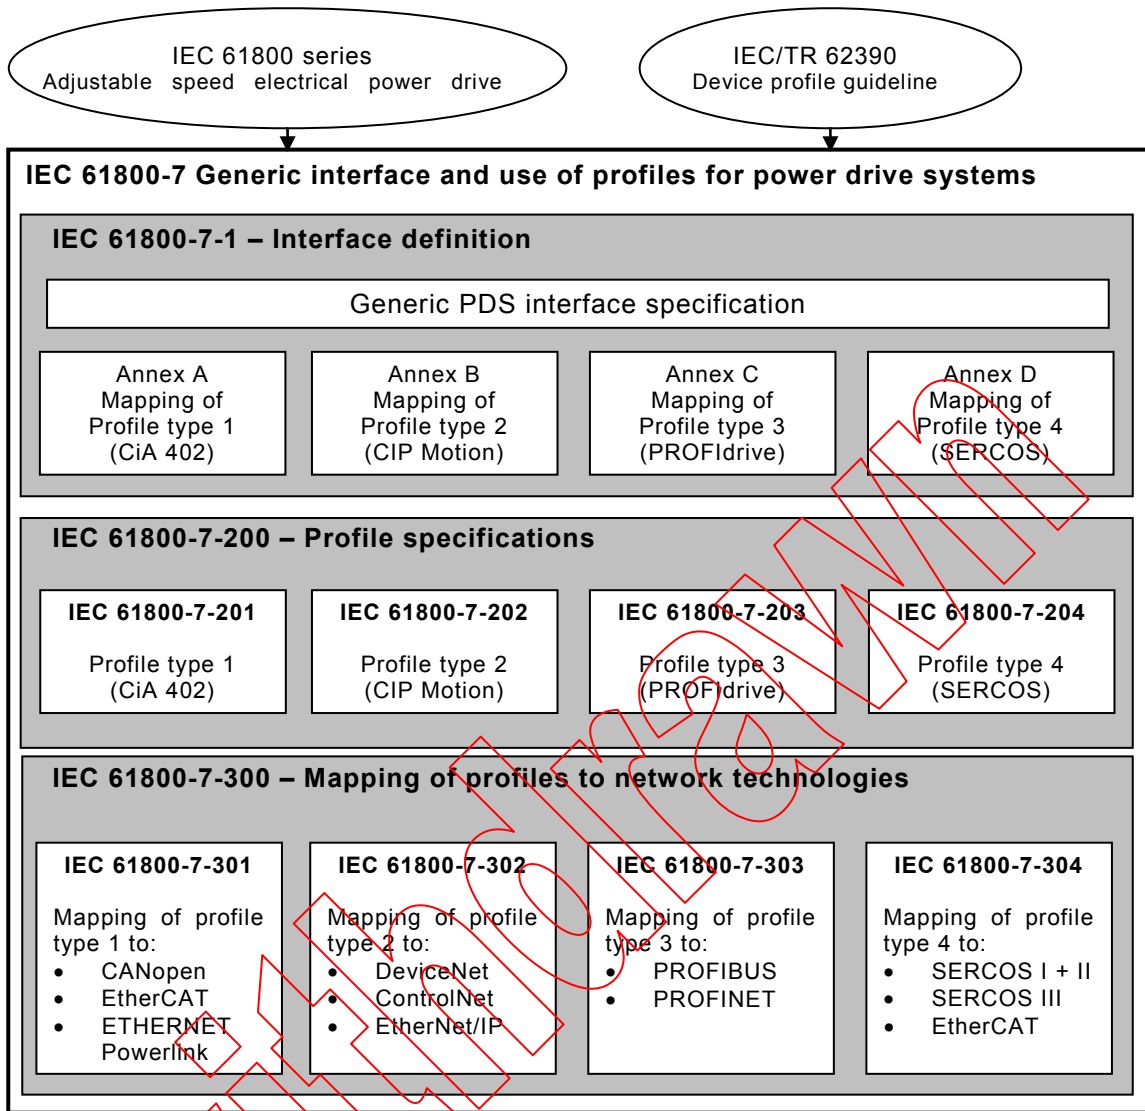 IEC 61800 series
Adjustable speed electrical power drive
IEC/TR 62390
Device profile guideline
IEC 61800-7 Generic interface and use of profiles for power drive systems
IEC 61800-7-1 – Interface definition
Generic PDS interface specification
Annex A
Mapping of
Profile type 1
(CiA 402)
Annex B
Mapping of
Profile type 2
(CIP Motion)
Annex C
Mapping of
Profile type 3
(PROFIdrive)
Annex D
Mapping of
Profile type 4
(SERCOS)
IEC 61800-7-200 – Profile specifications
IEC 61800-7-201
Profile type 1
(CiA 402)
IEC 61800-7-202
Profile type 2
(CIP Motion)
IEC 61800-7-203
Profile type 3
(PROFIdrive)
IEC 61800-7-204
Profile type 4
(SERCOS)
IEC 61800-7-300 – Mapping of profiles to network technologies
IEC 61800-7-301
Mapping of profile
type 1 to:
• CANopen
• EtherCAT
• ETHERNET
Powerlink
IEC 61800-7-302
Mapping of profile
type 2 to:
• DeviceNet
• ControlNet
• EtherNet/IP
IEC 61800-7-303
Mapping of profile
type 3 to:
• PROFIBUS
• PROFINET
IEC 61800-7-304
Mapping of profile
type 4 to:
• SERCOS I + II
• SERCOS III
• EtherCAT
thdrawn